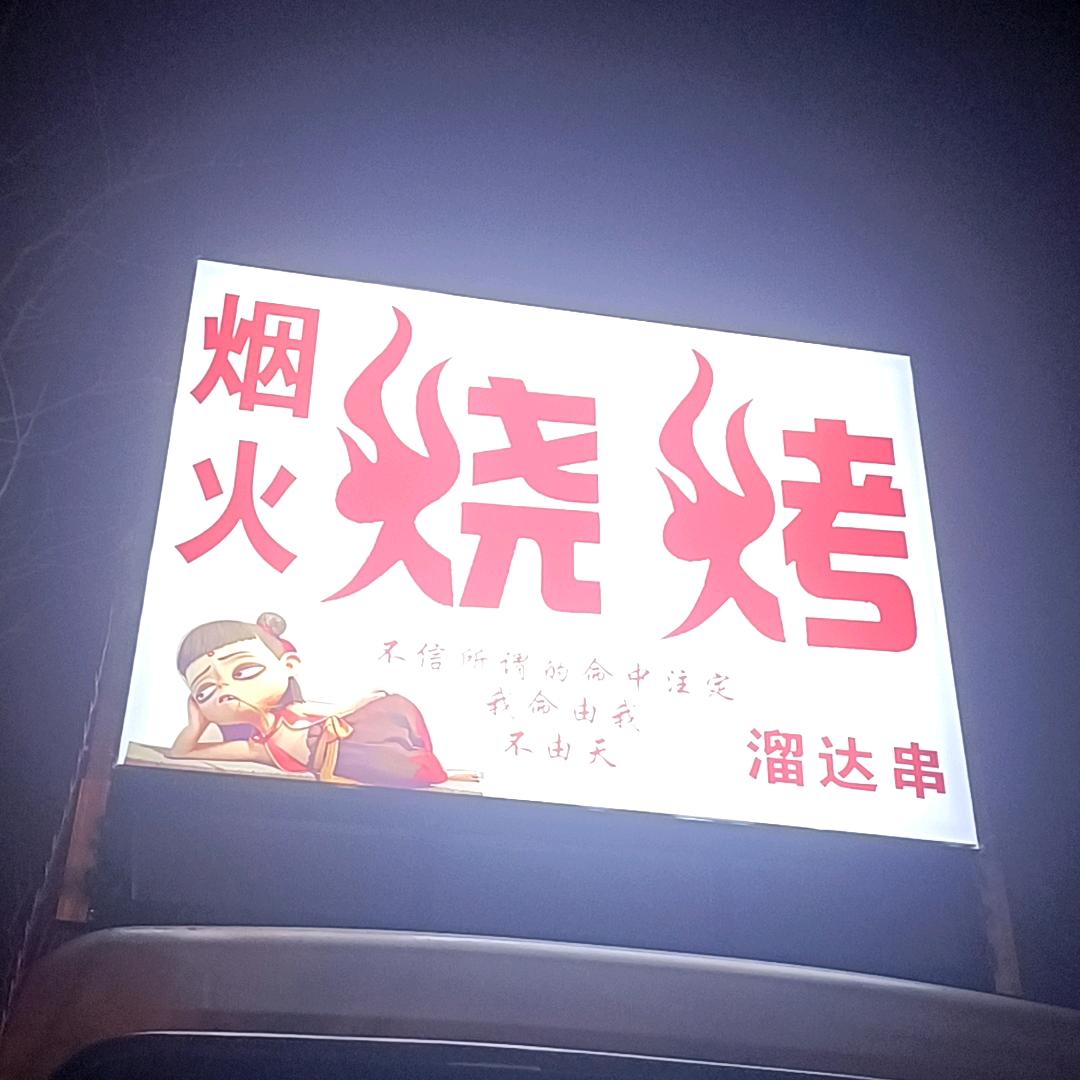 烟火
烧烤
不信所谓的命中注定
我命由我
不由天
溜达串